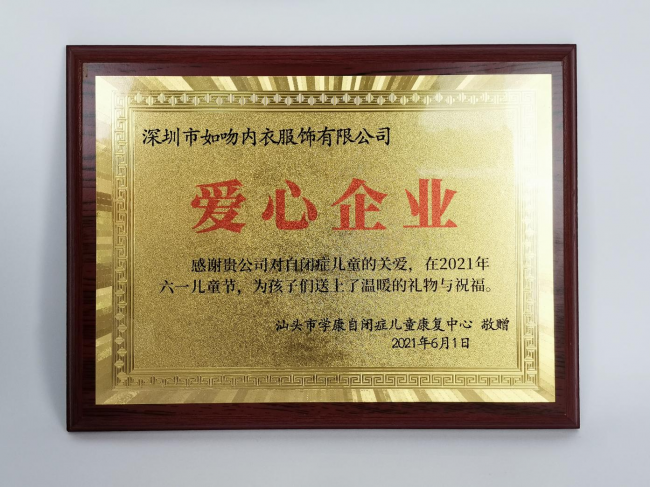 深圳市如吻内衣服饰有限公司
爱心企业
感谢贵公司对自闭症儿童的关爱，在2021年
六一儿童节，为孩子们送上了温暖的礼物与祝福。
汕头市学康自闭症儿童康复中心 敬赠
2021年6月1日